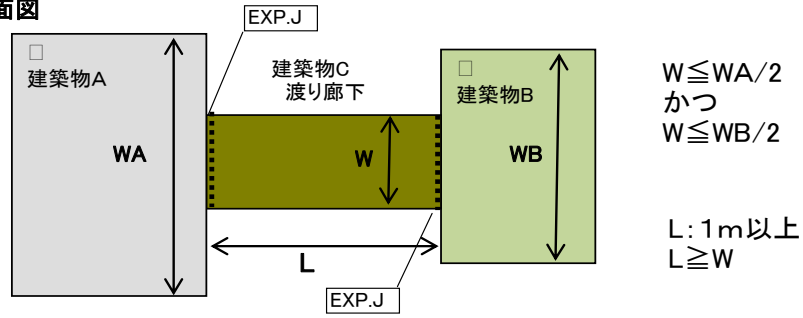 面図
EXP.J
□
建築物A
建築物C
渡り廊下
□
建築物B
WA
W
WB
L
EXP.J
W≦WA/2
かつ
W≦WB/2
L:1m以上
L≧W